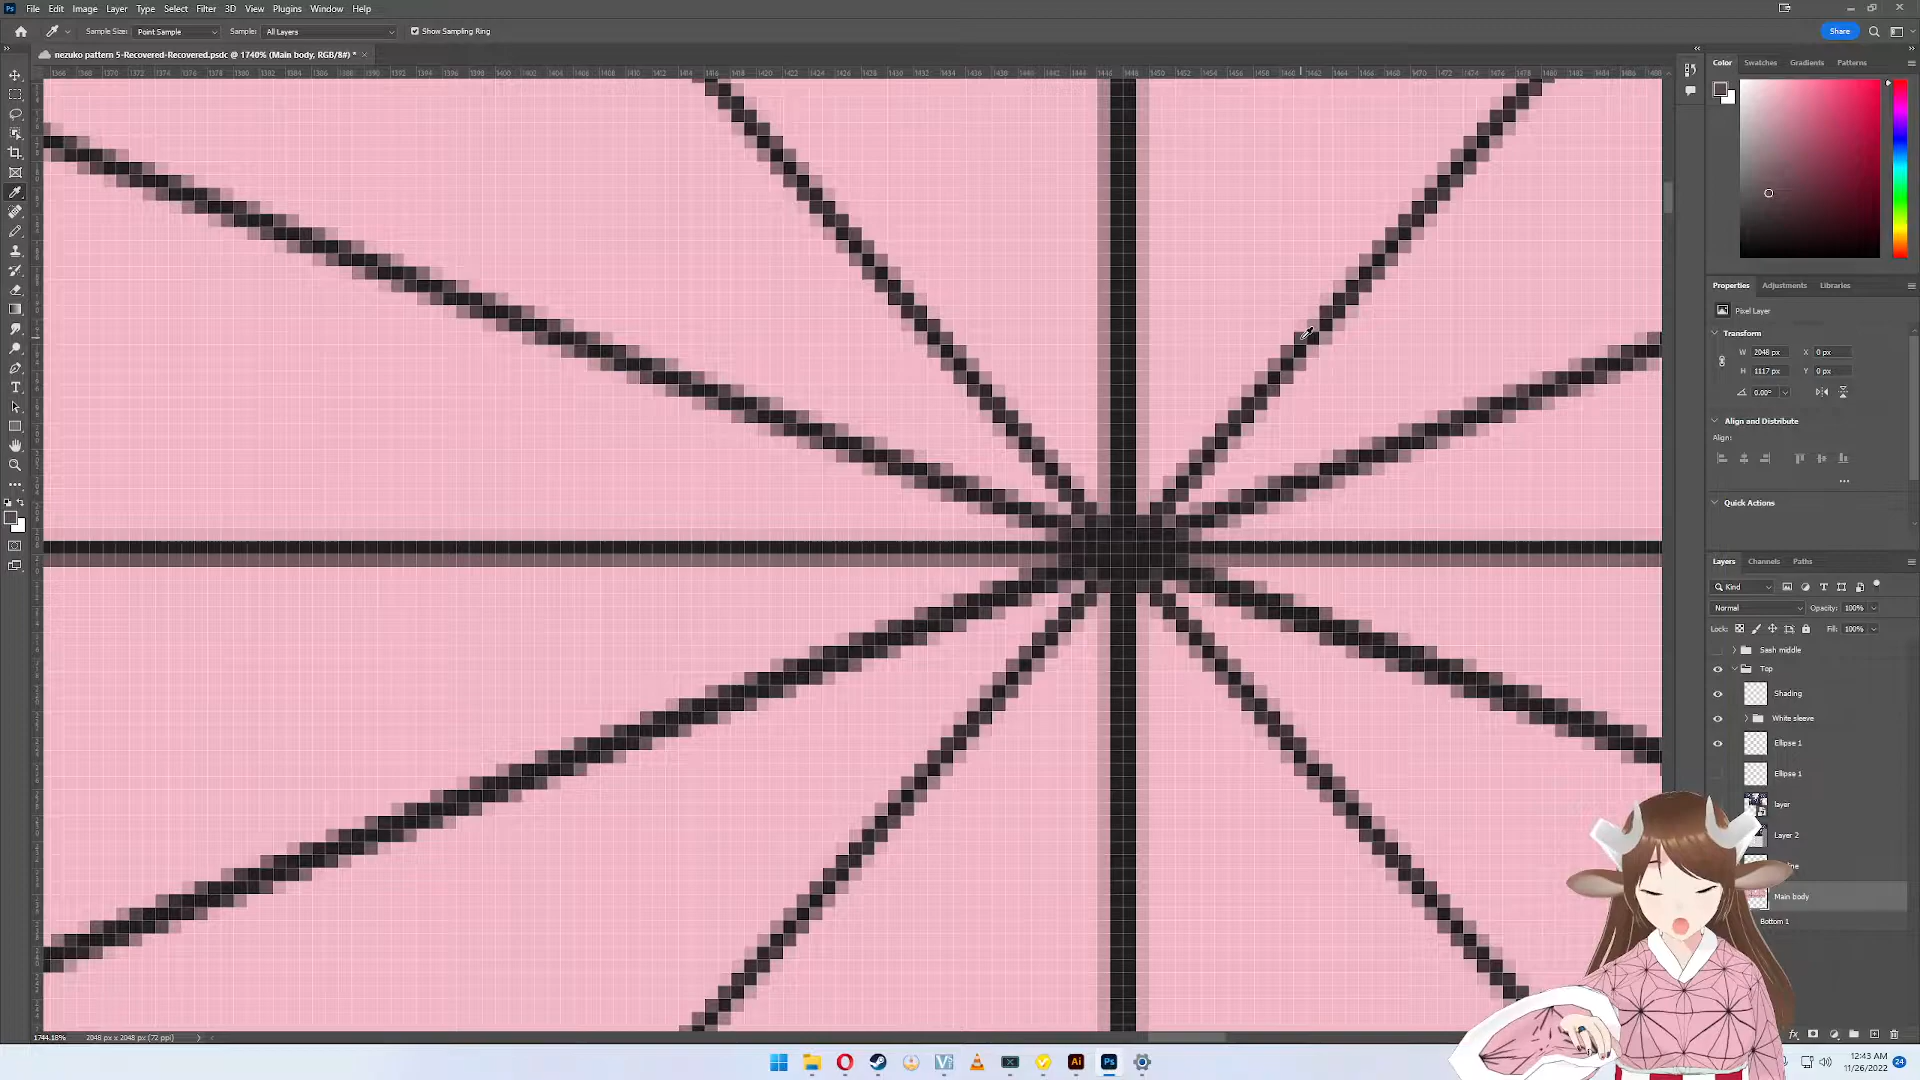 File Edit Image Layer Type Select Filter 3D View Plugins Window Help
Sample Size: Point Sample Sample: All Layers Show Sampling Ring
Share
nezuko pattern 5-Recovered-Recovered.psdc @ 1740% (Main body, RGB/8#) *
Color Swatches Gradients Patterns
Properties Adjustments Libraries
Pixel Layer
Transform
W 2048 px X 0 px
H 1117 px Y 0 px
0.00°
Align and Distribute
Align:
Quick Actions
Layers Channels Paths
Kind
Normal Opacity: 100%
Lock: Fill: 100%
Sash middle
Top
Shading
White sleeve
Ellipse 1
Ellipse 1
layer
Layer 2
Main body
Bottom 1
1744.18% 2048 px x 2048 px (72 ppi)
12:43 AM
11/26/2022
24